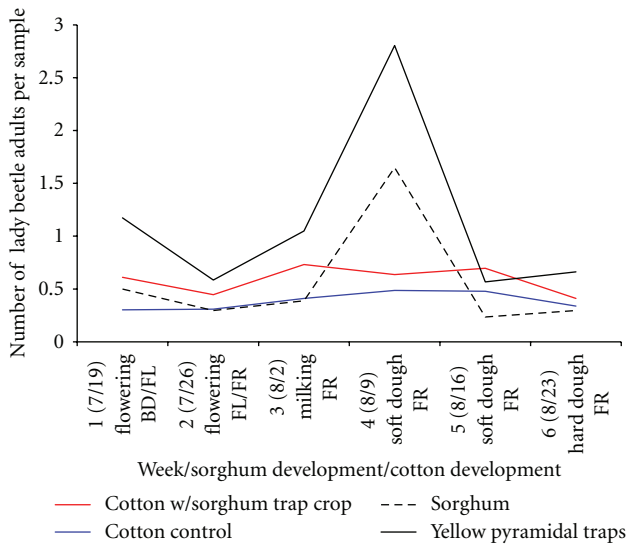 3
2.5
2
1.5
1
0.5
0
Number of lady beetle adults per sample
1 (7/19)
flowering
BD/FL
2 (7/26)
flowering
FL/FR
3 (8/2)
milking
FR
4 (8/9)
soft dough
FR
5 (8/16)
soft dough
FR
6 (8/23)
hard dough
FR
Week/sorghum development/cotton development
Cotton w/sorghum trap crop
Cotton control
Sorghum
Yellow pyramidal traps